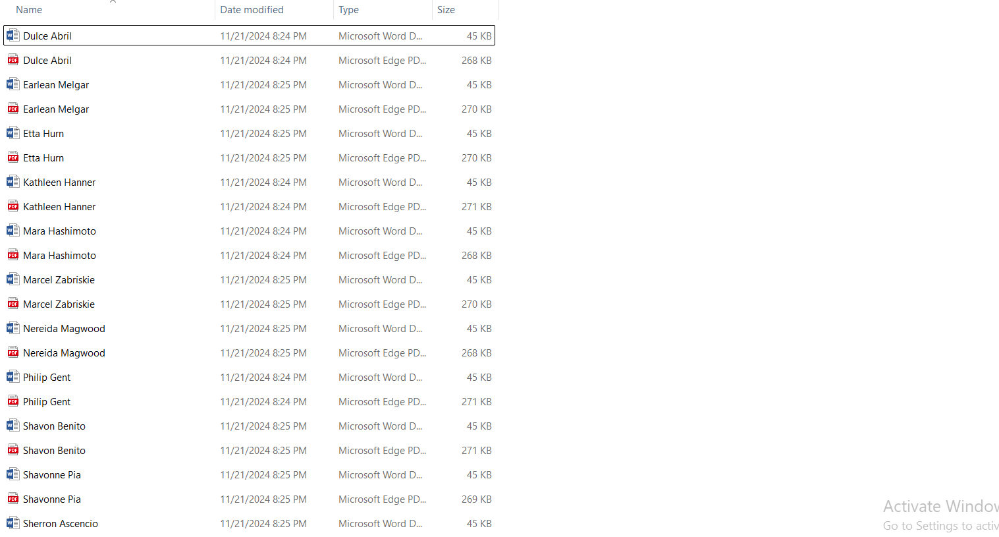 Name Date modified Type Size
Dulce Abril 11/21/2024 8:24 PM Microsoft Word D... 45 KB
Dulce Abril 11/21/2024 8:24 PM Microsoft Edge PD... 268 KB
Earlean Melgar 11/21/2024 8:25 PM Microsoft Word D... 45 KB
Earlean Melgar 11/21/2024 8:25 PM Microsoft Edge PD... 270 KB
Etta Hurn 11/21/2024 8:25 PM Microsoft Word D... 45 KB
Etta Hurn 11/21/2024 8:25 PM Microsoft Edge PD... 270 KB
Kathleen Hanner 11/21/2024 8:24 PM Microsoft Word D... 45 KB
Kathleen Hanner 11/21/2024 8:24 PM Microsoft Edge PD... 271 KB
Mara Hashimoto 11/21/2024 8:24 PM Microsoft Word D... 45 KB
Mara Hashimoto 11/21/2024 8:24 PM Microsoft Edge PD... 268 KB
Marcel Zabriskie 11/21/2024 8:25 PM Microsoft Word D... 45 KB
Marcel Zabriskie 11/21/2024 8:25 PM Microsoft Edge PD... 270 KB
Nereida Magwood 11/21/2024 8:25 PM Microsoft Word D... 45 KB
Nereida Magwood 11/21/2024 8:25 PM Microsoft Edge PD... 268 KB
Philip Gent 11/21/2024 8:24 PM Microsoft Word D... 45 KB
Philip Gent 11/21/2024 8:24 PM Microsoft Edge PD... 271 KB
Shavon Benito 11/21/2024 8:25 PM Microsoft Word D... 45 KB
Shavon Benito 11/21/2024 8:25 PM Microsoft Edge PD... 271 KB
Shavonne Pia 11/21/2024 8:25 PM Microsoft Word D... 45 KB
Shavonne Pia 11/21/2024 8:25 PM Microsoft Edge PD... 269 KB
Sherron Ascencio 11/21/2024 8:25 PM Microsoft Word D... 45 KB
Activate Window
Go to Settings to activ